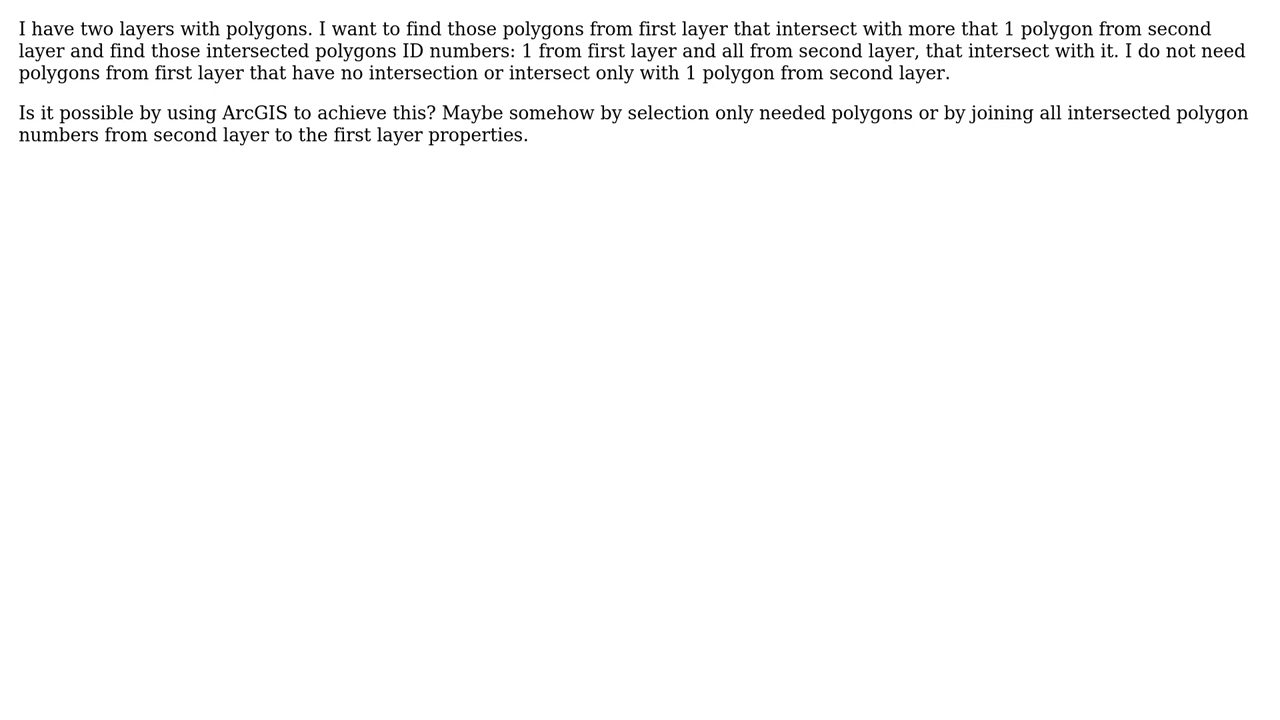 I have two layers with polygons. I want to find those polygons from first layer that intersect with more that 1 polygon from second
layer and find those intersected polygons ID numbers: 1 from first layer and all from second layer, that intersect with it. I do not need
polygons from first layer that have no intersection or intersect only with 1 polygon from second layer.
Is it possible by using ArcGIS to achieve this? Maybe somehow by selection only needed polygons or by joining all intersected polygon
numbers from second layer to the first layer properties.